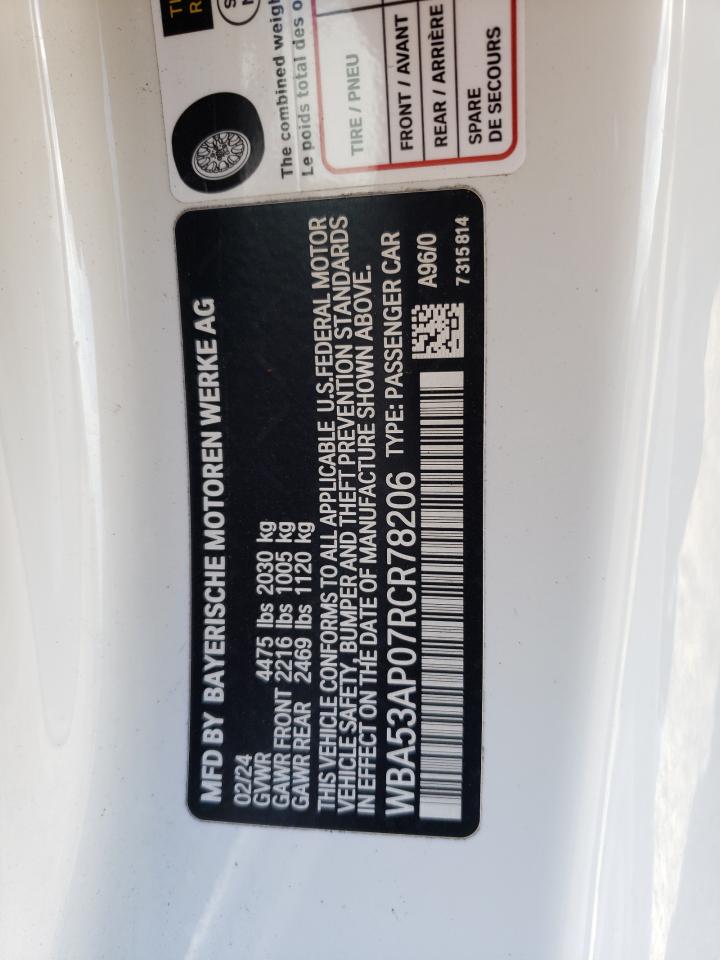 MFD BY BAYERISCHE MOTOREN WERKE AG
02/24
GVWR 4475 lbs 2030 kg
GAWR FRONT 2216 lbs 1005 kg
GAWR REAR 2469 lbs 1120 kg
THIS VEHICLE CONFORMS TO ALL APPLICABLE U.S.FEDERAL MOTOR
VEHICLE SAFETY, BUMPER AND THEFT PREVENTION STANDARDS
IN EFFECT ON THE DATE OF MANUFACTURE SHOWN ABOVE.
WBA53AP07RCR78206 TYPE: PASSENGER CAR
A96/0
7 315 814
The combined
Le poids total des
TIRE / PNEU
FRONT / AVANT
REAR / ARRIÈRE
SPARE
DE SECOURS